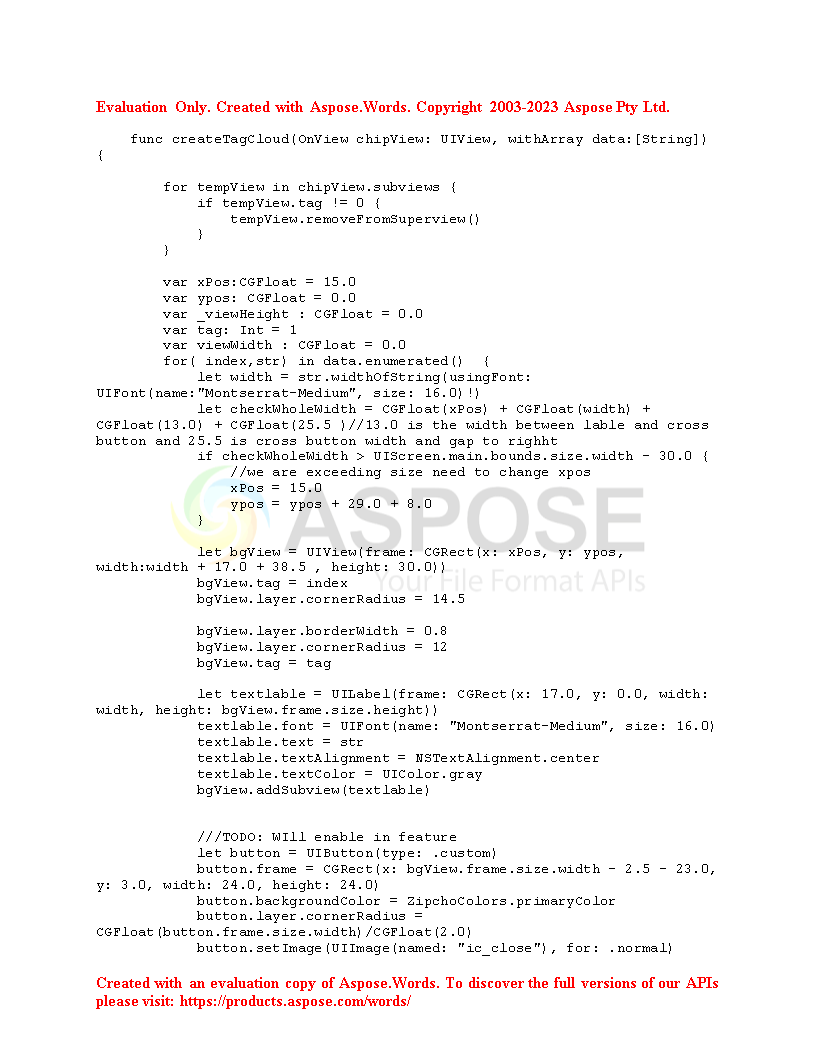 Evaluation Only. Created with Aspose.Words. Copyright 2003-2023 Aspose Pty Ltd.
func createTagCloud(OnView chipView: UIView, withArray data:[String])
{
for tempView in chipView.subviews {
if tempView.tag != 0 {
tempView.removeFromSuperview()
}
}
var xPos:CGFloat = 15.0
var ypos: CGFloat = 0.0
var _viewHeight : CGFloat = 0.0
var tag: Int = 1
var viewWidth : CGFloat = 0.0
for( index,str) in data.enumerated()  {
let width = str.widthOfString(usingFont:
UIFont(name:"Montserrat-Medium", size: 16.0)!)
let checkWholeWidth = CGFloat(xPos) + CGFloat(width) +
CGFloat(13.0) + CGFloat(25.5 )//13.0 is the width between lable and cross
button and 25.5 is cross button width and gap to righht
if checkWholeWidth > UIScreen.main.bounds.size.width - 30.0 {
//we are exceeding size need to change xpos
xPos = 15.0
ypos = ypos + 29.0 + 8.0
}
ASPOSE
let bgView = UIView(frame: CGRect(x: xPos, y: ypos,
width:width + 17.0 + 38.5 , height: 30.0))
Your File Format APIs
bgView.tag = index
bgView.layer.cornerRadius = 14.5
bgView.layer.borderWidth = 0.8
bgView.layer.cornerRadius = 12
bgView.tag = tag
let textlable = UILabel(frame: CGRect(x: 17.0, y: 0.0, width:
width, height: bgView.frame.size.height))
textlable.font = UIFont(name: "Montserrat-Medium", size: 16.0)
textlable.text = str
textlable.textAlignment = NSTextAlignment.center
textlable.textColor = UIColor.gray
bgView.addSubview(textlable)
///TODO: WIll enable in feature
let button = UIButton(type: .custom)
button.frame = CGRect(x: bgView.frame.size.width - 2.5 - 23.0,
y: 3.0, width: 24.0, height: 24.0)
button.backgroundColor = ZipchoColors.primaryColor
button.layer.cornerRadius =
CGFloat(button.frame.size.width)/CGFloat(2.0)
button.setImage(UIImage(named: "ic_close"), for: .normal)
Created with an evaluation copy of Aspose.Words. To discover the full versions of our APIs
please visit: https://products.aspose.com/words/